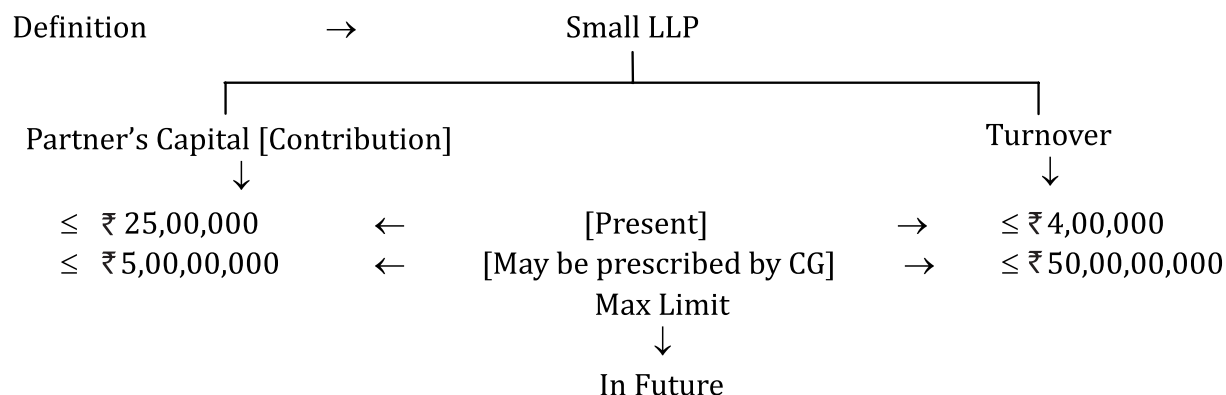 Definition → Small LLP
Partner’s Capital [Contribution] Turnover
↓ ↓
≤ ₹ 25,00,000 ← [Present] → ≤ ₹ 4,00,000
≤ ₹ 5,00,00,000 ← [May be prescribed by CG] → ≤ ₹ 50,00,00,000
Max Limit
↓
In Future